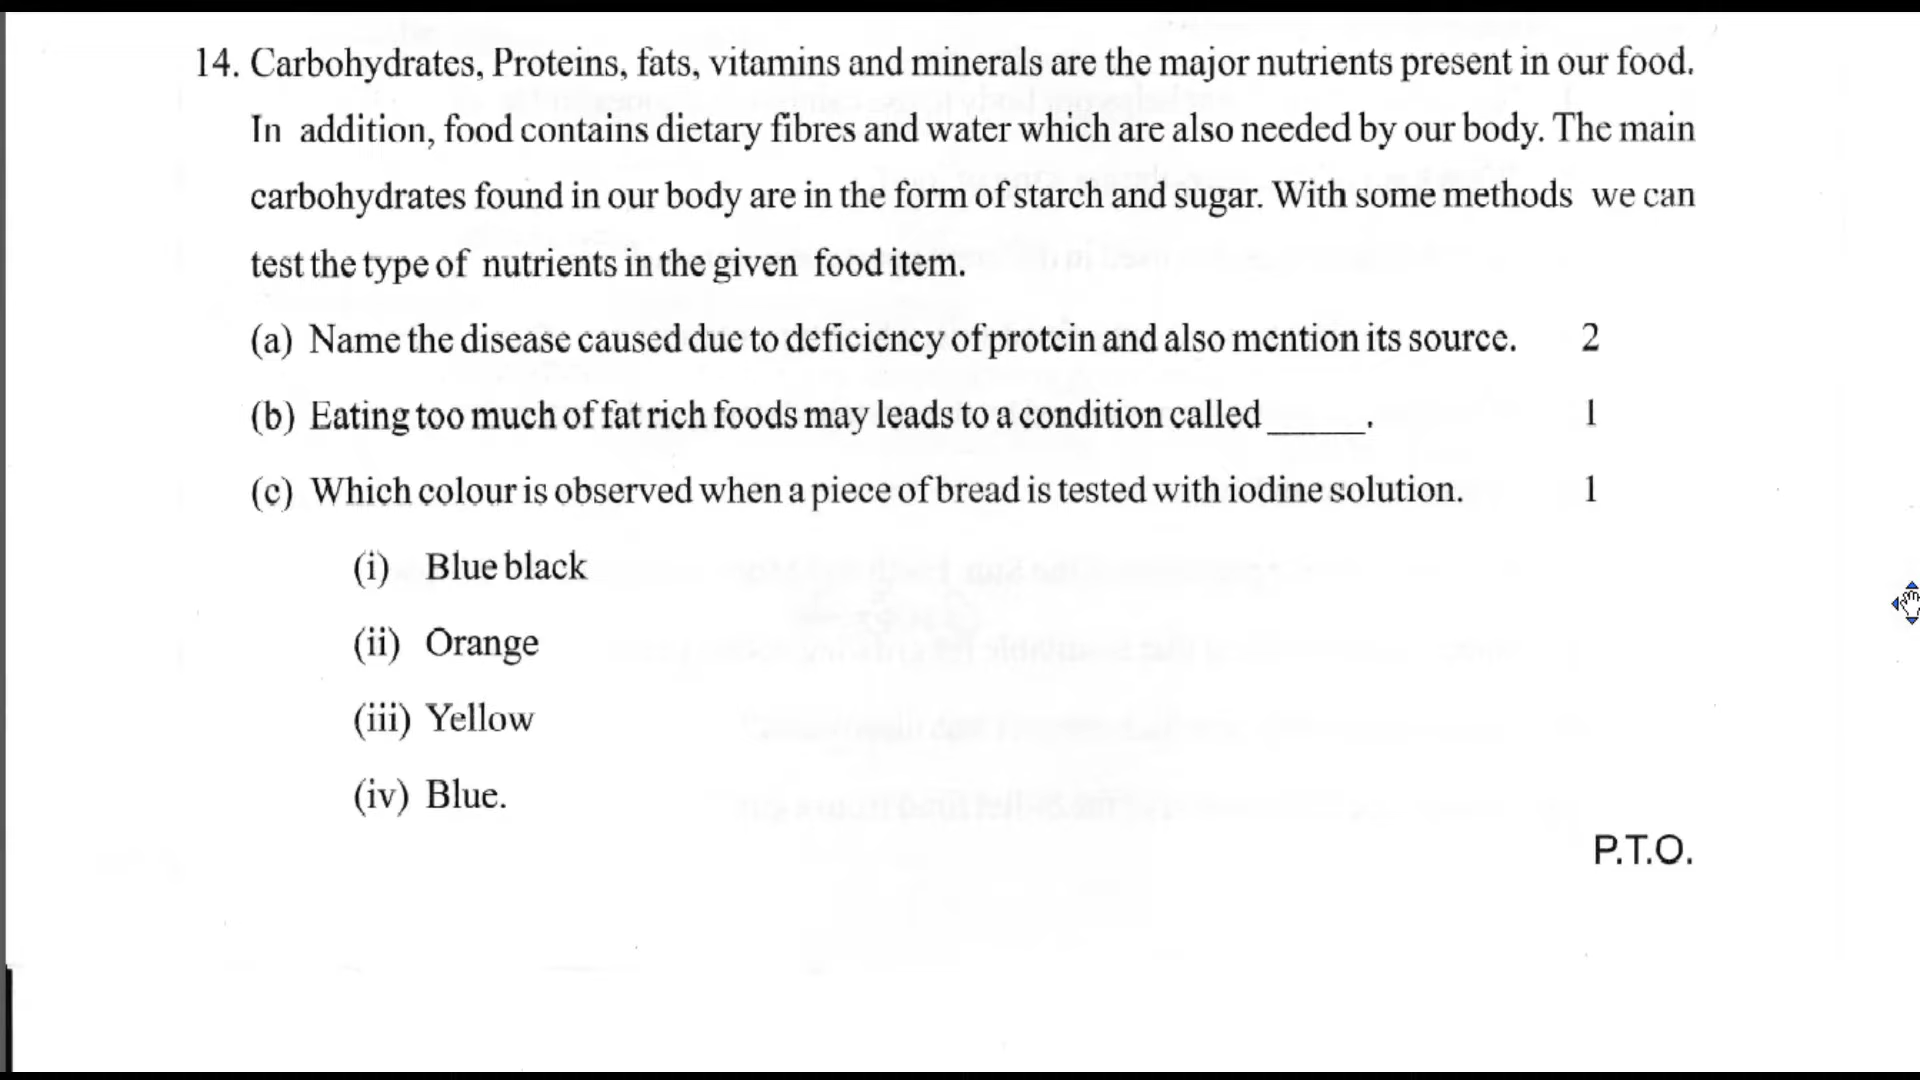 14. Carbohydrates, Proteins, fats, vitamins and minerals are the major nutrients present in our food.
In addition, food contains dietary fibres and water which are also needed by our body. The main
carbohydrates found in our body are in the form of starch and sugar. With some methods we can
test the type of nutrients in the given food item.
(a) Name the disease caused due to deficiency of protein and also mention its source. 2
(b) Eating too much of fat rich foods may leads to a condition called _____. 1
(c) Which colour is observed when a piece of bread is tested with iodine solution. 1
(i) Blue black
(ii) Orange
(iii) Yellow
(iv) Blue.
P.T.O.